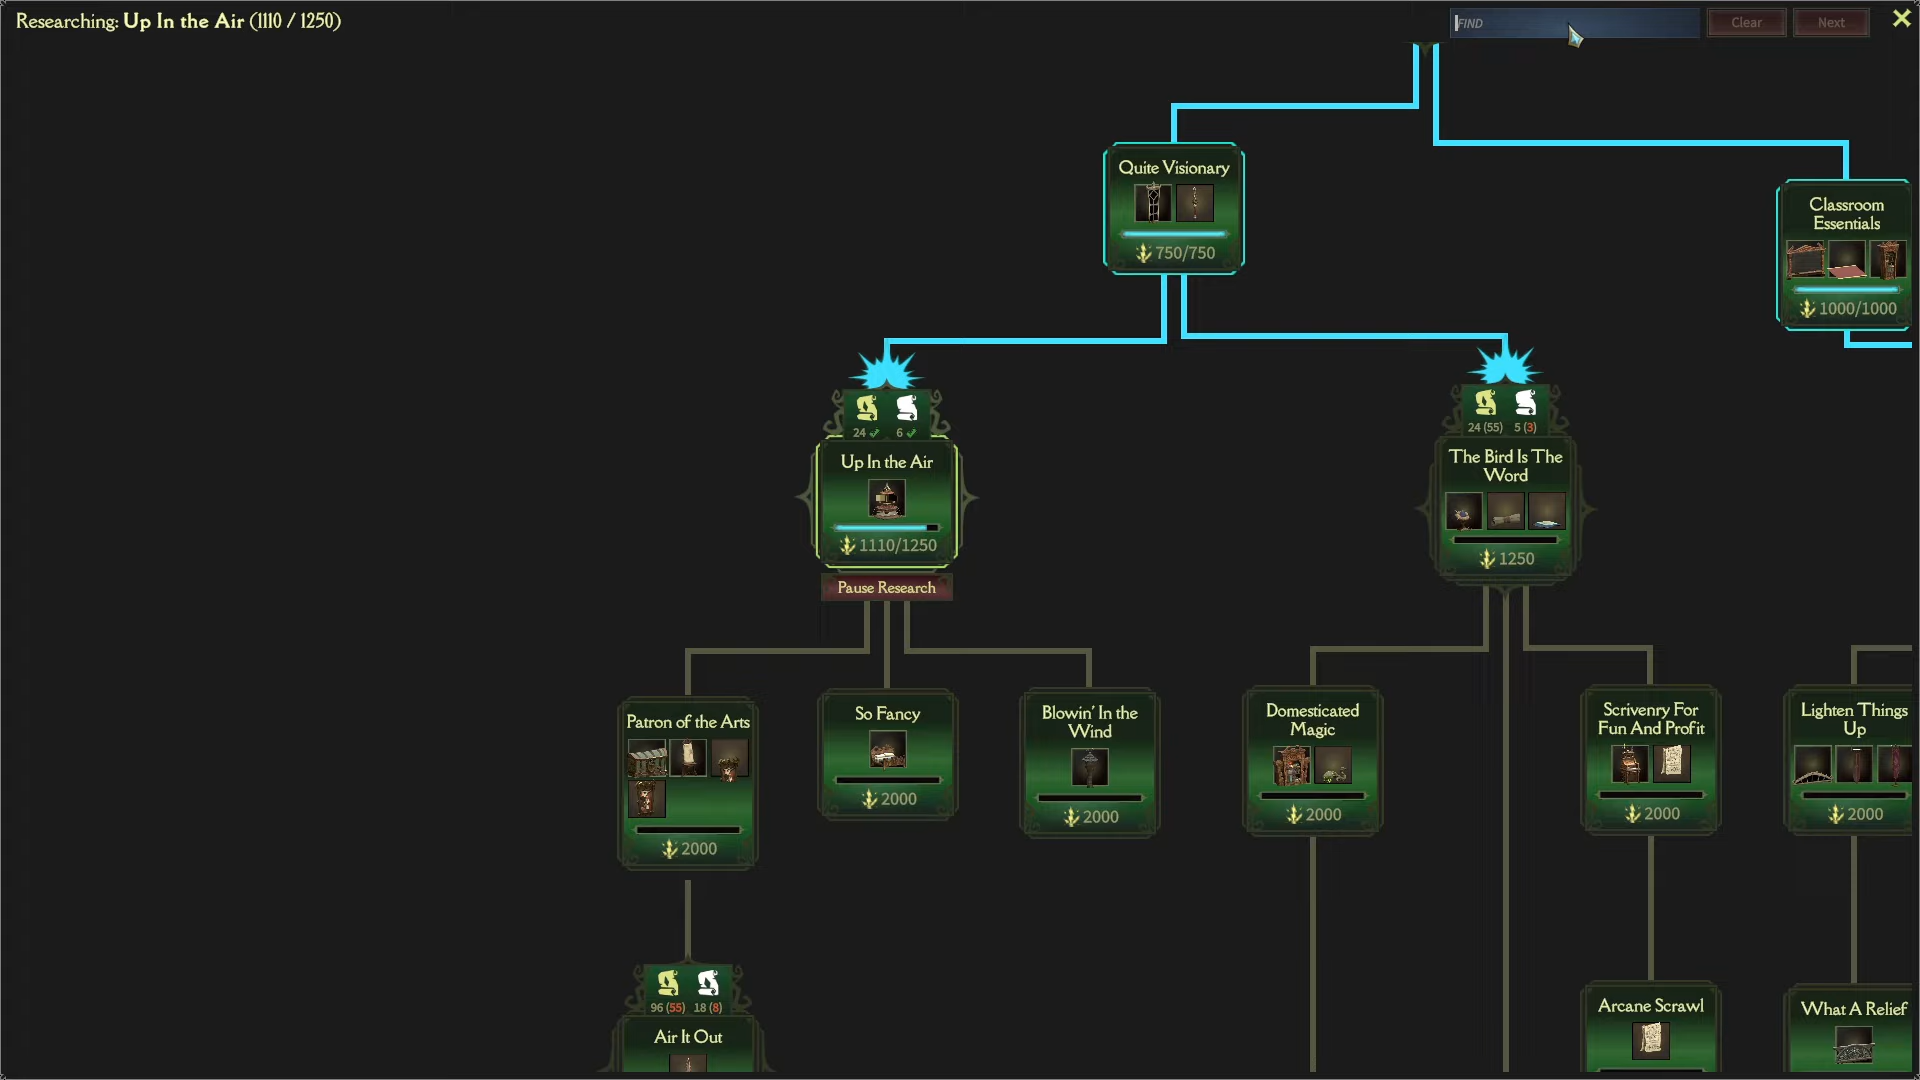 Researching: Up In the Air (1110 / 1250)
FIND
Clear
Next
Quite Visionary
750/750
Classroom
Essentials
1000/1000
24
6
Up In the Air
1110/1250
Pause Research
24 (55)
5 (3)
The Bird Is The
Word
1250
Patron of the Arts
2000
So Fancy
2000
Blowin' In the
Wind
2000
Domesticated
Magic
2000
Scrivenry For
Fun And Profit
2000
Lighten Things
Up
2000
96 (55)
18 (8)
Air It Out
Arcane Scrawl
What A Relief